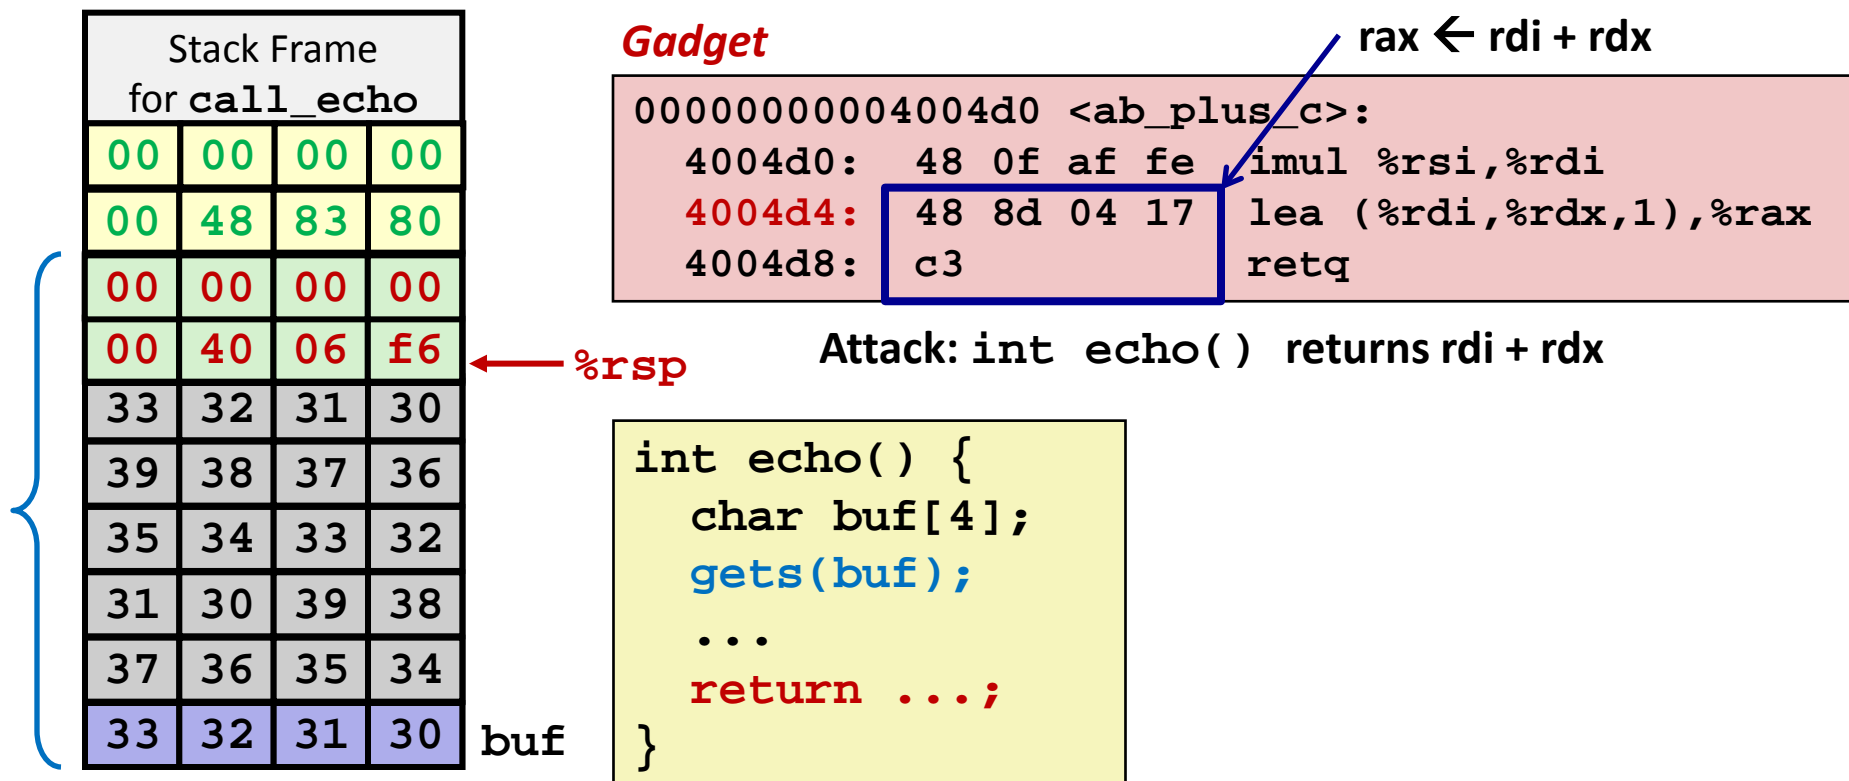 Stack Frame
for call_echo
00 00 00 00
00 48 83 80
00 00 00 00
00 40 06 f6
33 32 31 30
39 38 37 36
35 34 33 32
31 30 39 38
37 36 35 34
33 32 31 30
buf
%rsp
Gadget
rax ← rdi + rdx
00000000004004d0 <ab_plus_c>:
4004d0: 48 0f af fe imul %rsi,%rdi
4004d4: 48 8d 04 17 lea (%rdi,%rdx,1),%rax
4004d8: c3 retq
Attack: int echo() returns rdi + rdx
int echo() {
char buf[4];
gets(buf);
...
return ...;
}